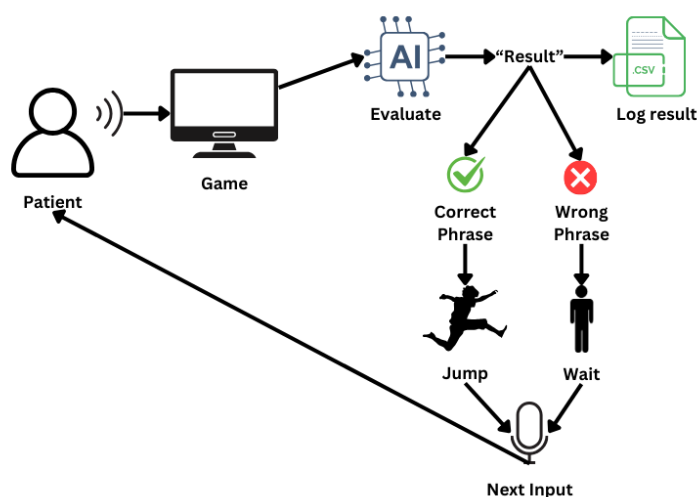 AI
“Result”
.CSV
Evaluate
Log result
Game
Patient
Correct
Phrase
Wrong
Phrase
Jump
Wait
Next Input